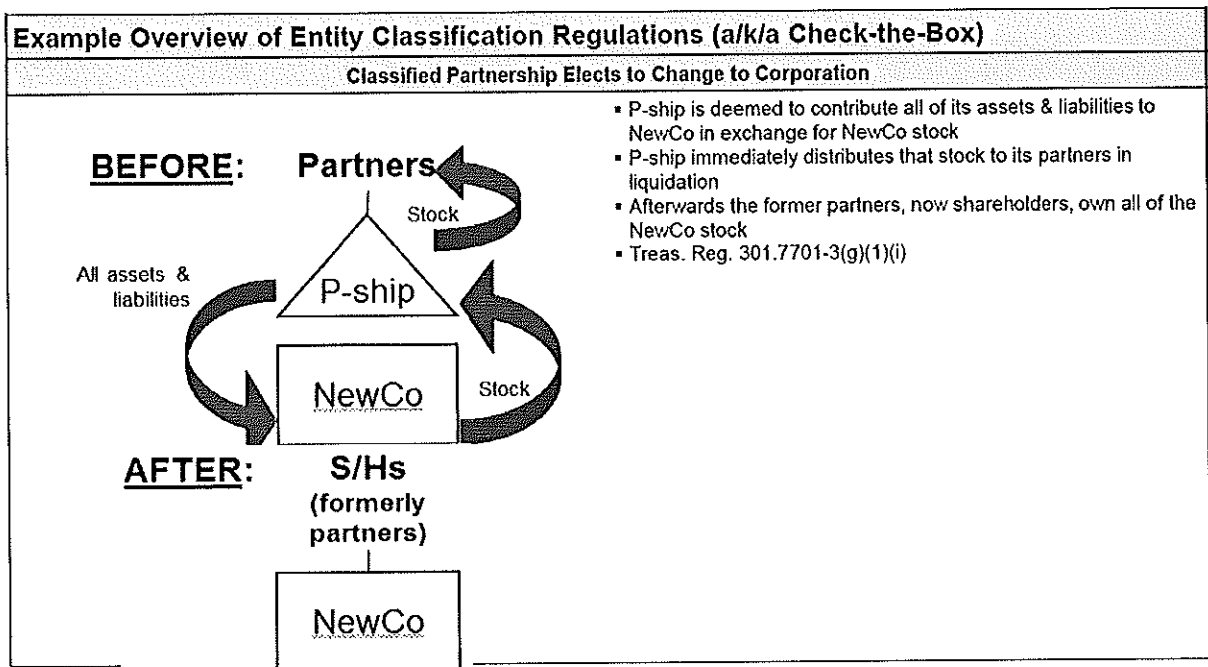 Example Overview of Entity Classification Regulations (a/k/a Check-the-Box)
Classified Partnership Elects to Change to Corporation
▪ P-ship is deemed to contribute all of its assets & liabilities to
NewCo in exchange for NewCo stock
▪ P-ship immediately distributes that stock to its partners in
liquidation
▪ Afterwards the former partners, now shareholders, own all of the
NewCo stock
▪ Treas. Reg. 301.7701-3(g)(1)(i)
BEFORE: Partners
Stock
All assets &
liabilities
P-ship
NewCo
Stock
AFTER: S/Hs
(formerly
partners)
NewCo